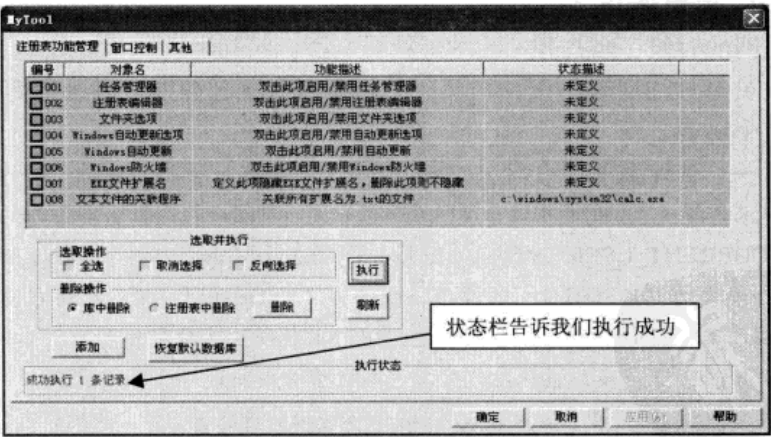 MyTool
注册表功能管理 窗口控制 其他
编号 对象名 功能描述 状态描述
001 任务管理器 双击此项启用/禁用任务管理器 未定义
002 注册表编辑器 双击此项启用/禁用注册表编辑器 未定义
003 文件夹选项 双击此项启用/禁用文件夹选项 未定义
004 Windows自动更新选项 双击此项启用/禁用自动更新选项 未定义
005 Windows自动更新 双击此项启用/禁用自动更新 未定义
006 Windows防火墙 双击此项启用/禁用Windows防火墙 未定义
007 EXE文件扩展名 定义此项隐藏EXE文件扩展名，删除此项则不隐藏 未定义
008 文本文件的关联程序 关联所有扩展名为.txt的文件 c:\windows\system32\calc.exe
选取并执行
选取操作
全选 取消选择 反向选择 执行
删除操作
库中删除 注册表中删除 删除 刷新
状态栏告诉我们执行成功
添加 恢复默认数据库
执行状态
成功执行 1 条记录
确定 取消 应用(A) 帮助